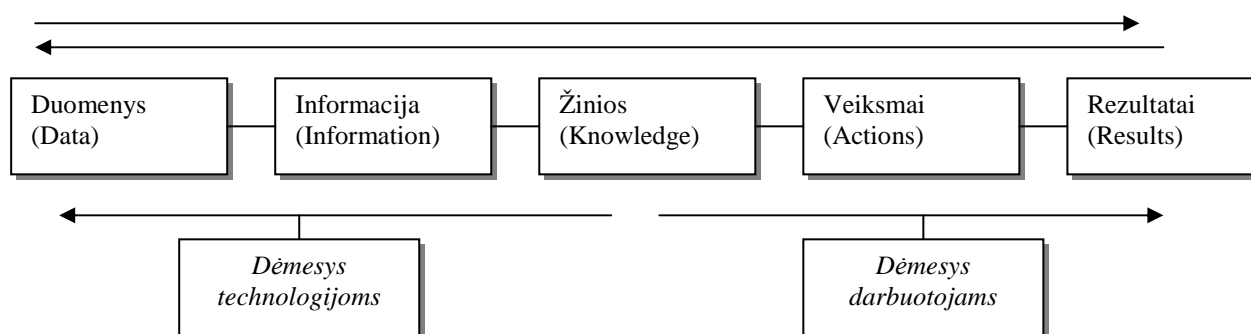 Duomenys
(Data)
Informacija
(Information)
Žinios
(Knowledge)
Veiksmai
(Actions)
Rezultatai
(Results)
Dėmesys
technologijoms
Dėmesys
darbuotojams